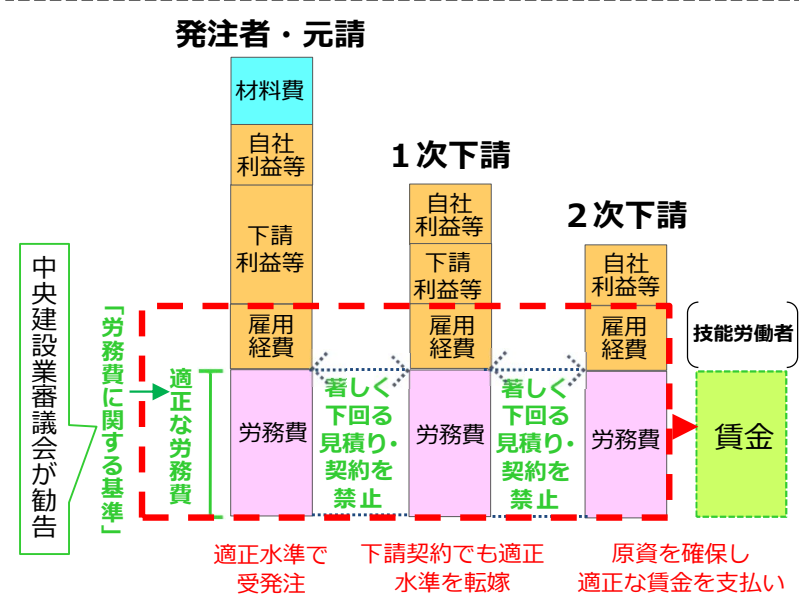 発注者・元請
材料費
自社
利益等
下請
利益等
雇用
経費
労務費
1次下請
自社
利益等
下請
利益等
雇用
経費
労務費
2次下請
自社
利益等
雇用
経費
労務費
技能労働者
賃金
中央建設業審議会が勧告
「労務費に関する基準」
適正な労務費
著しく
下回る
見積り・
契約を
禁止
著しく
下回る
見積り・
契約を
禁止
適正水準で
受発注
下請契約でも適正
水準を転嫁
原資を確保し
適正な賃金を支払い